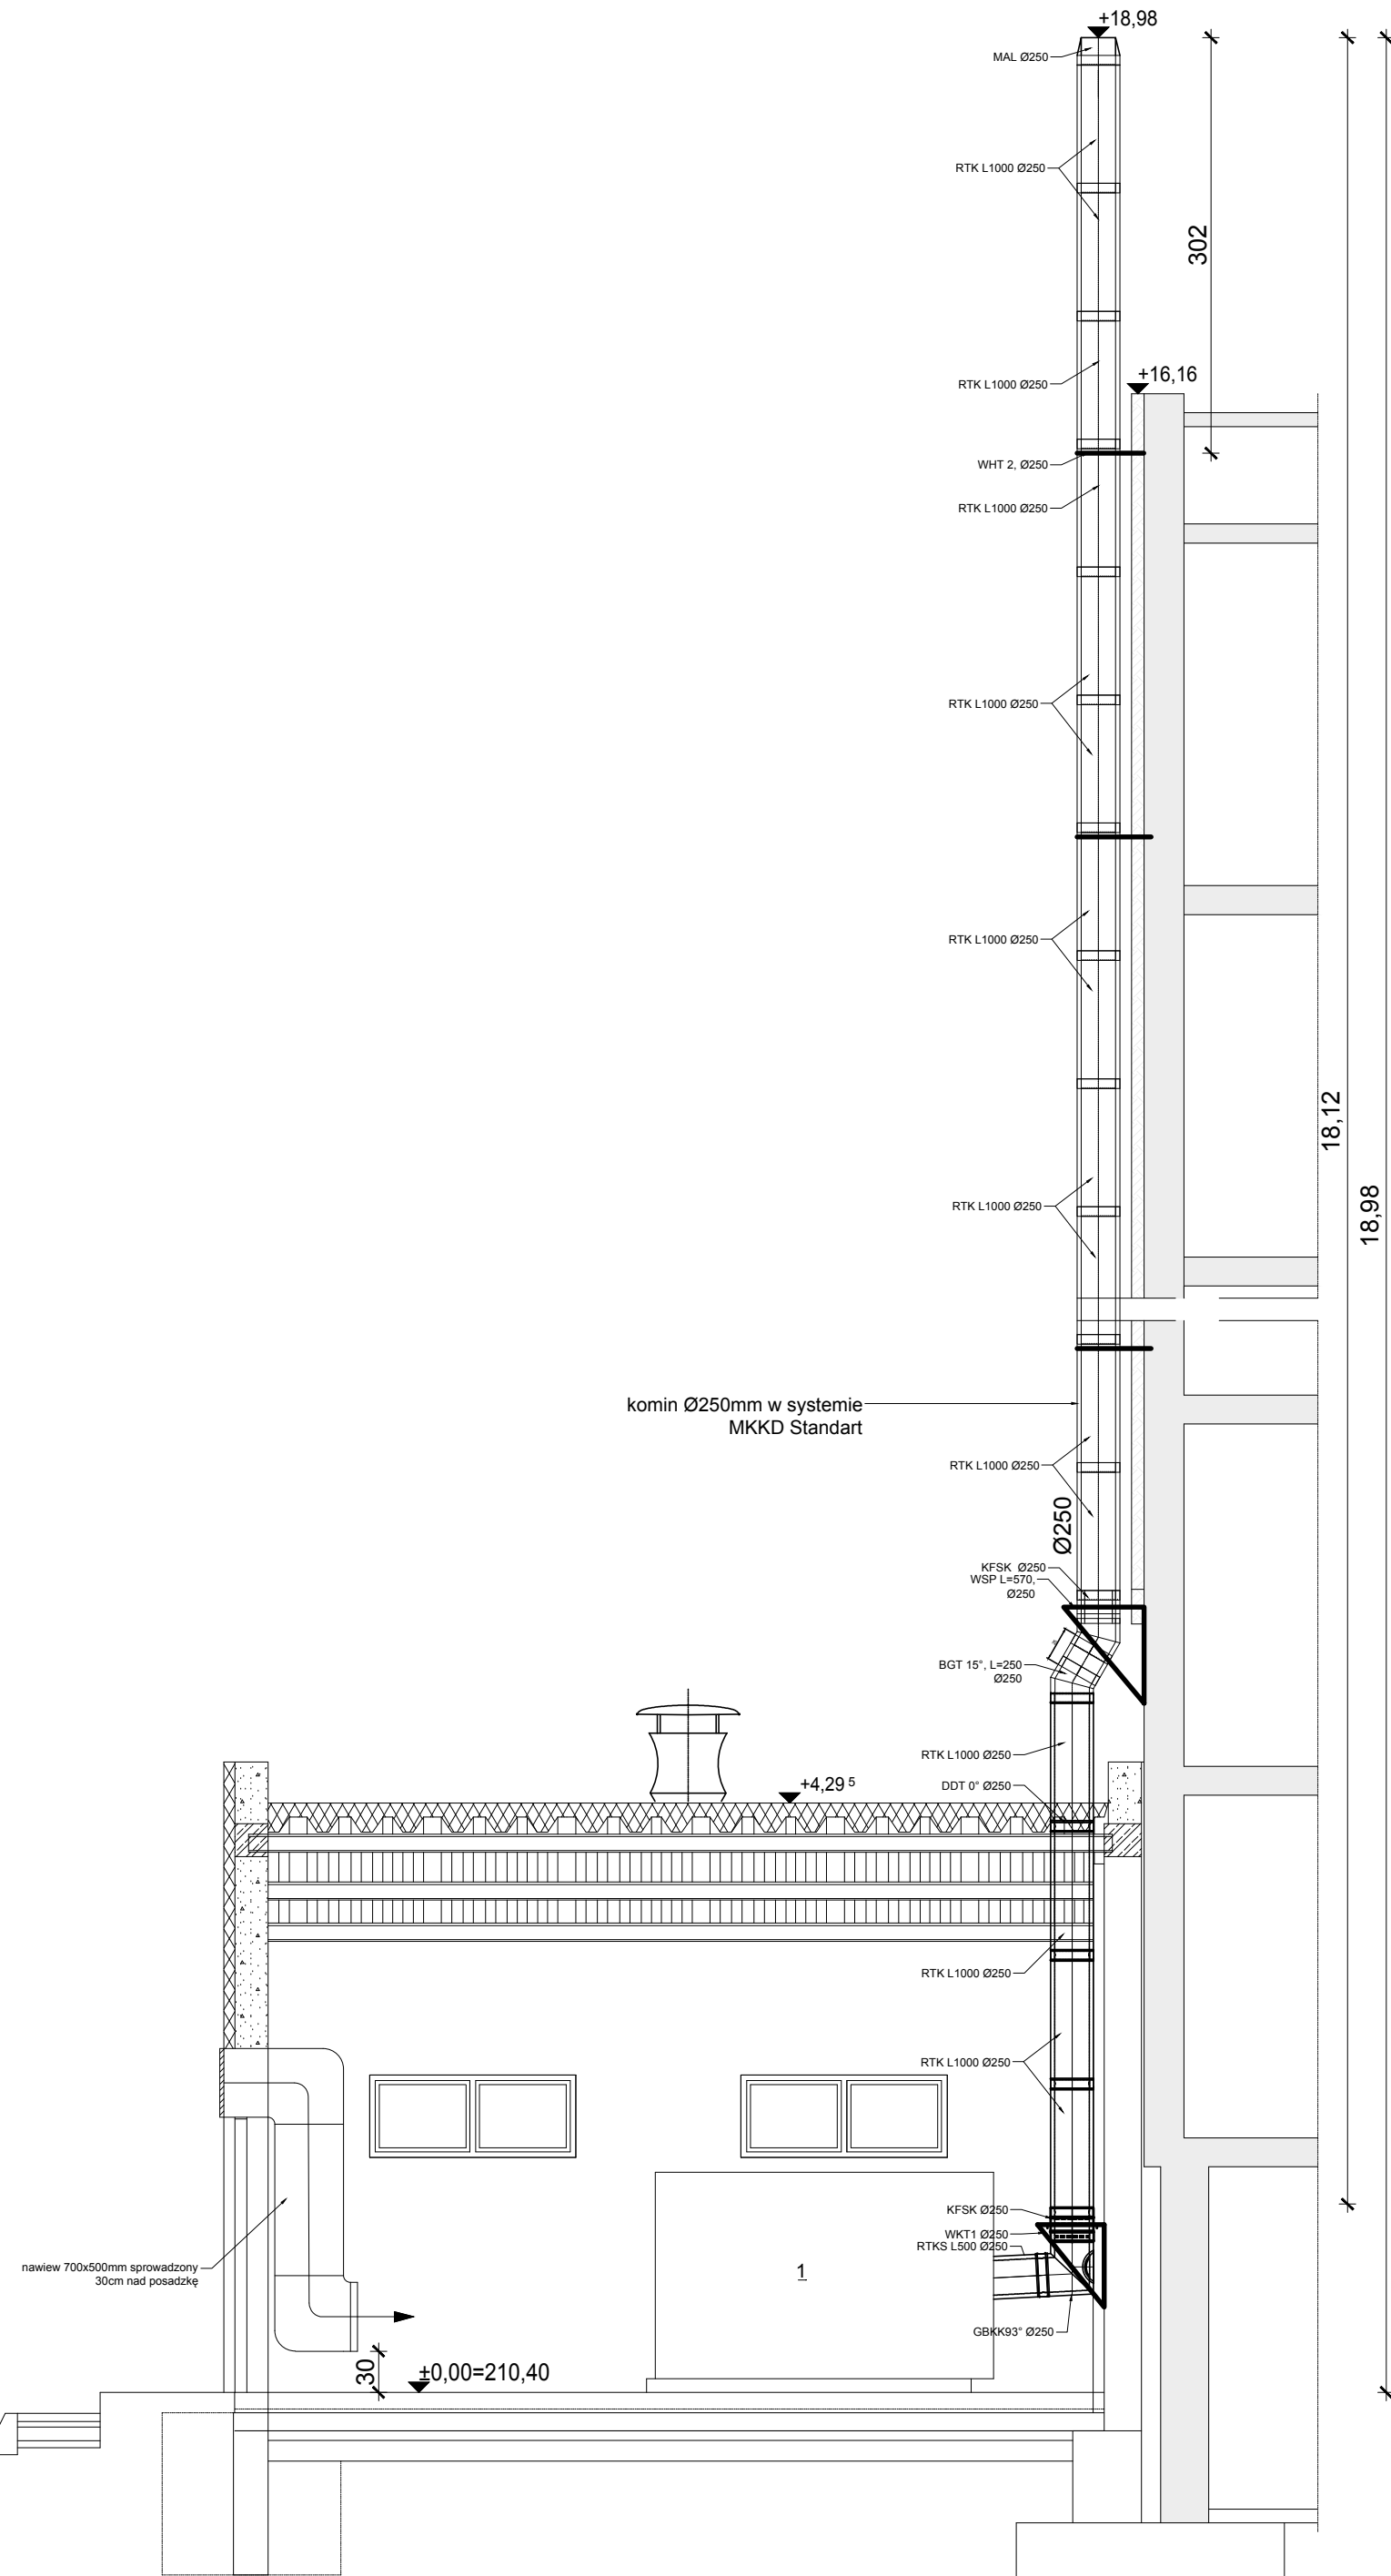 +18,98
MAL Ø250
RTK L1000 Ø250
302
+16,16
RTK L1000 Ø250
WHT 2, Ø250
RTK L1000 Ø250
RTK L1000 Ø250
RTK L1000 Ø250
18,12
18,98
RTK L1000 Ø250
komin Ø250mm w systemie
MKKD Standart
RTK L1000 Ø250
Ø250
KFSK Ø250
WSP L=570,
Ø250
BGT 15°, L=250
Ø250
RTK L1000 Ø250
DDT 0° Ø250
+4,29 5
RTK L1000 Ø250
RTK L1000 Ø250
KFSK Ø250
WKT1 Ø250
RTKS L500 Ø250
nawiew 700x500mm sprowadzony
30cm nad posadzkę
1
GBKK93° Ø250
30
±0,00=210,40